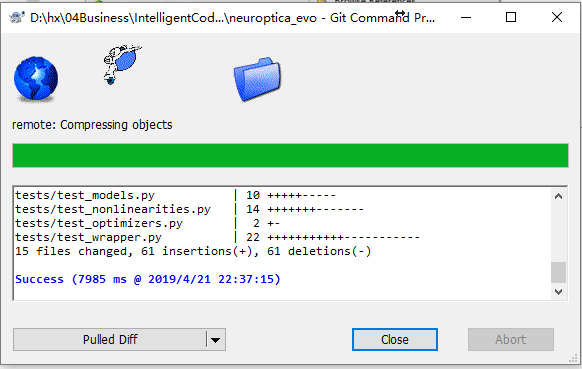 D:\hx\04Business\IntelligentCod...\neuroptica_evo - Git Command Pr...
remote: Compressing objects
tests/test_models.py | 10 +++++-----
tests/test_nonlinearities.py | 14 +++++++-------
tests/test_optimizers.py | 2 +-
tests/test_wrapper.py | 22 +++++++++++-----------
15 files changed, 61 insertions(+), 61 deletions(-)
Success (7985 ms @ 2019/4/21 22:37:15)
Pulled Diff
Close
Abort